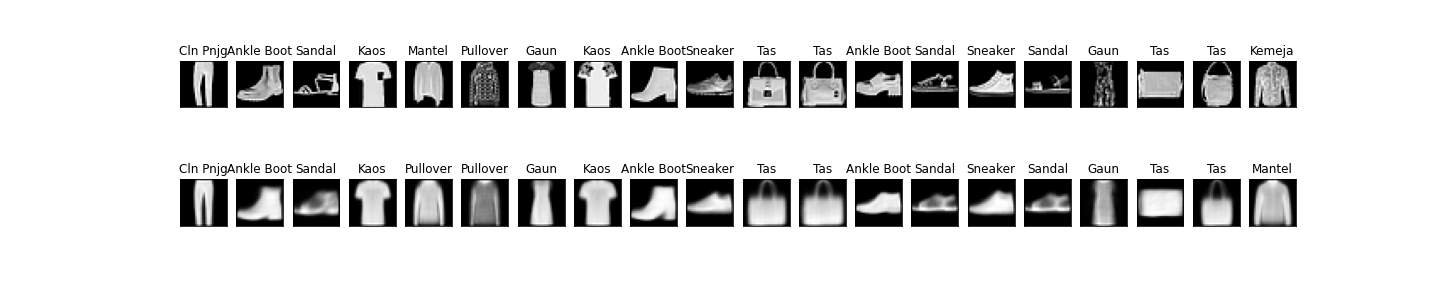 Cln Pnjg Ankle Boot Sandal Kaos Mantel Pullover Gaun Kaos Ankle Boot Sneaker Tas Tas Ankle Boot Sandal Sneaker Sandal Gaun Tas Tas Kemeja
Cln Pnjg Ankle Boot Sandal Kaos Pullover Pullover Gaun Kaos Ankle Boot Sneaker Tas Tas Ankle Boot Sandal Sneaker Sandal Gaun Tas Tas Mantel